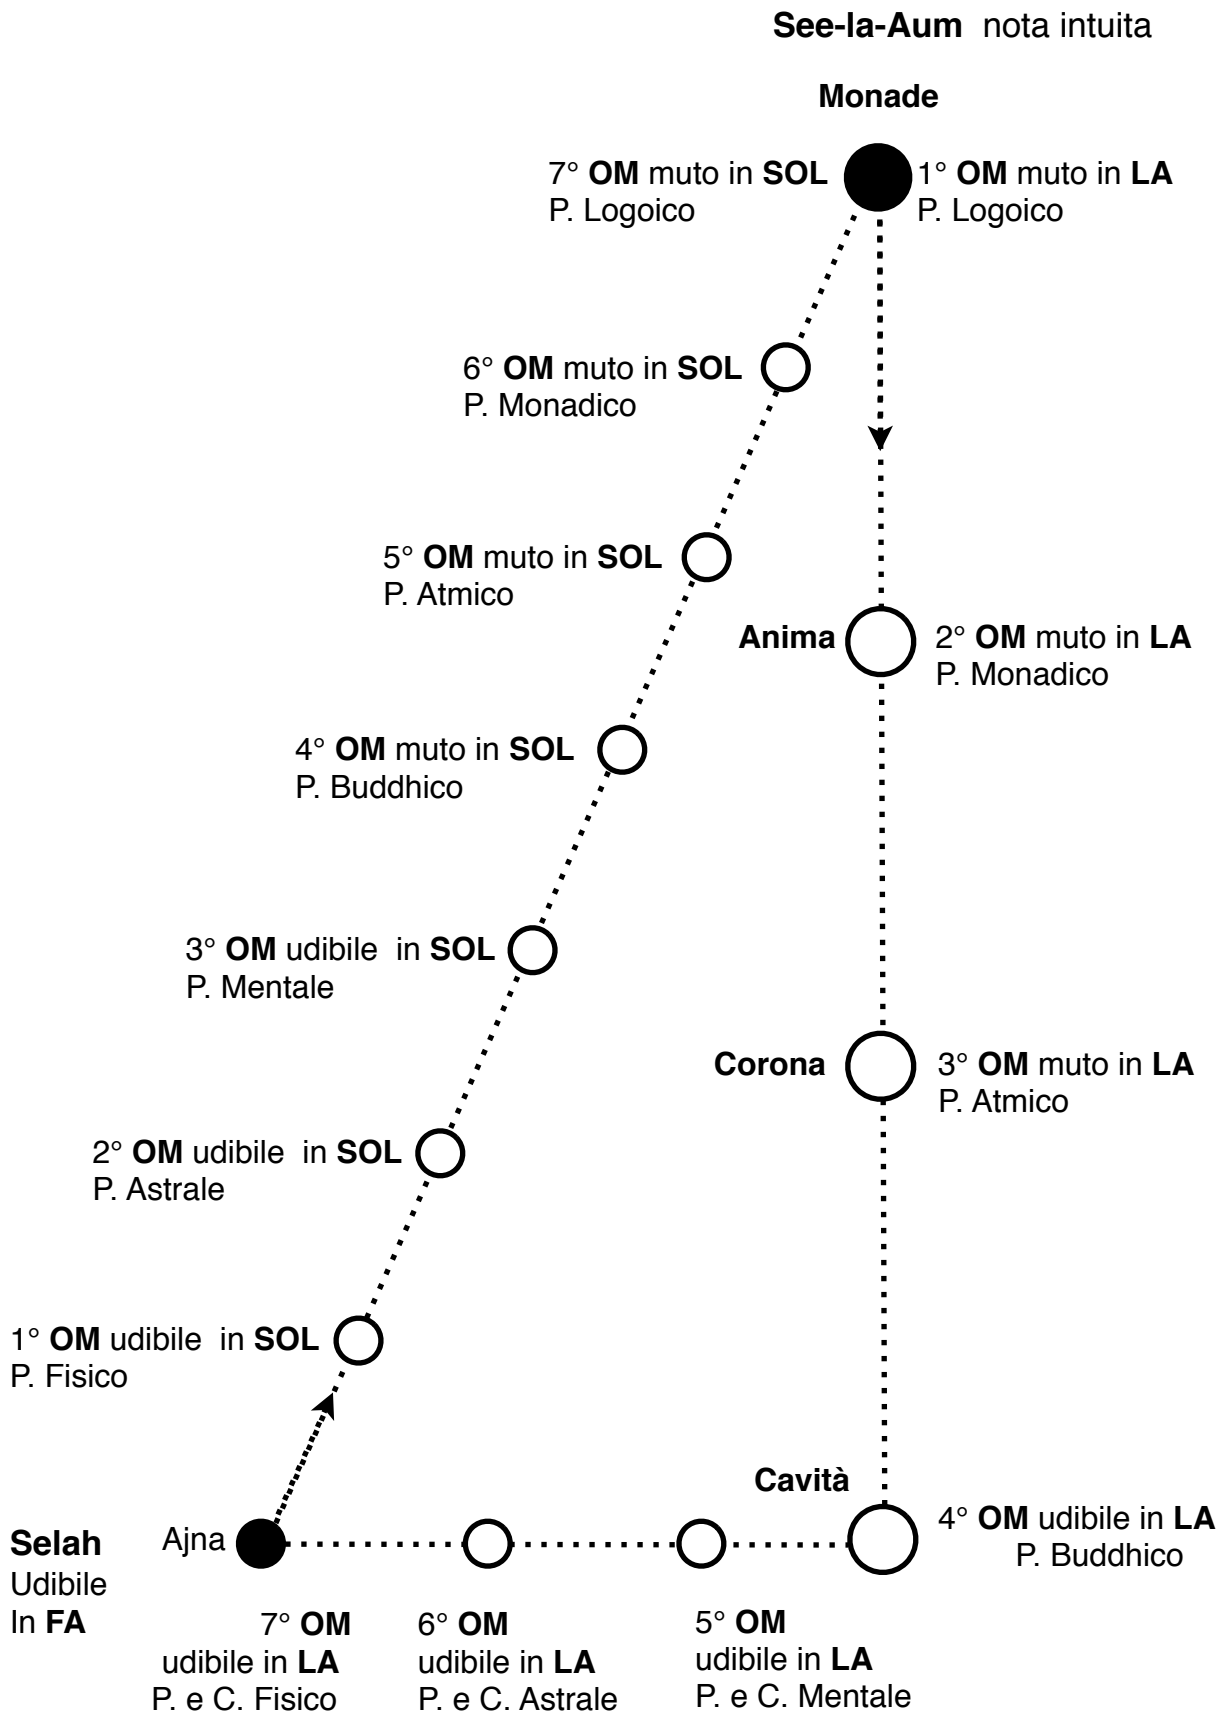 See-la-Aum nota intuita
Monade
7° OM muto in SOL
P. Logoico
1° OM muto in LA
P. Logoico
6° OM muto in SOL
P. Monadico
5° OM muto in SOL
P. Atmico
Anima
2° OM muto in LA
P. Monadico
4° OM muto in SOL
P. Buddhico
3° OM udibile in SOL
P. Mentale
Corona
3° OM muto in LA
P. Atmico
2° OM udibile in SOL
P. Astrale
1° OM udibile in SOL
P. Fisico
Cavità
4° OM udibile in LA
P. Buddhico
Selah
Udibile
In FA
Ajna
7° OM
udibile in LA
P. e C. Fisico
6° OM
udibile in LA
P. e C. Astrale
5° OM
udibile in LA
P. e C. Mentale